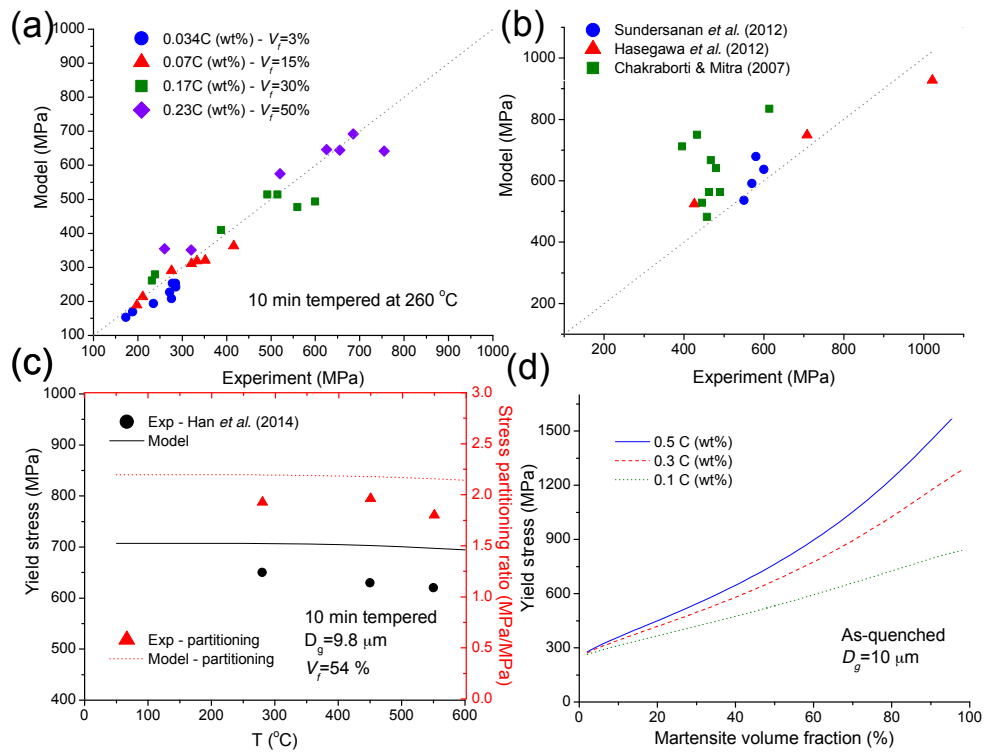 (a)
1000
900
800
700
600
500
400
300
200
100
Model (MPa)
0.034C (wt%) - Vf=3%
0.07C (wt%) - Vf=15%
0.17C (wt%) - Vf=30%
0.23C (wt%) - Vf=50%
10 min tempered at 260 °C
100 200 300 400 500 600 700 800 900 1000
Experiment (MPa)
(b)
1000
800
600
400
200
Model (MPa)
Sundersanan et al. (2012)
Hasegawa et al. (2012)
Chakraborti & Mitra (2007)
200 400 600 800 1000
Experiment (MPa)
(c)
1000
900
800
700
600
500
400
Yield stress (MPa)
Exp - Han et al. (2014)
Model
Exp - partitioning
Model - partitioning
10 min tempered
Dg=9.8 μm
Vf=54 %
3.0
2.5
2.0
1.5
1.0
0.5
0.0
Stress partitioning ratio (MPa/MPa)
0 100 200 300 400 500 600
T (°C)
(d)
1500
1200
900
600
300
0
Yield stress (MPa)
0.5 C (wt%)
0.3 C (wt%)
0.1 C (wt%)
As-quenched
Dg=10 μm
0 20 40 60 80 100
Martensite volume fraction (%)